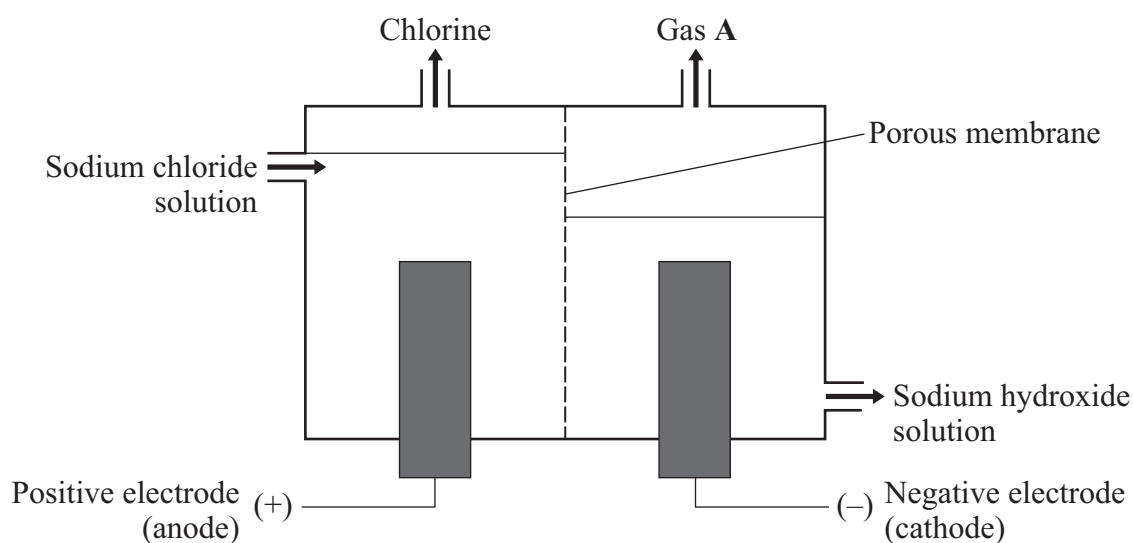 Chlorine
Gas A
Porous membrane
Sodium chloride
solution
Sodium hydroxide
solution
Positive electrode
(anode)
(+)
(–)
Negative electrode
(cathode)